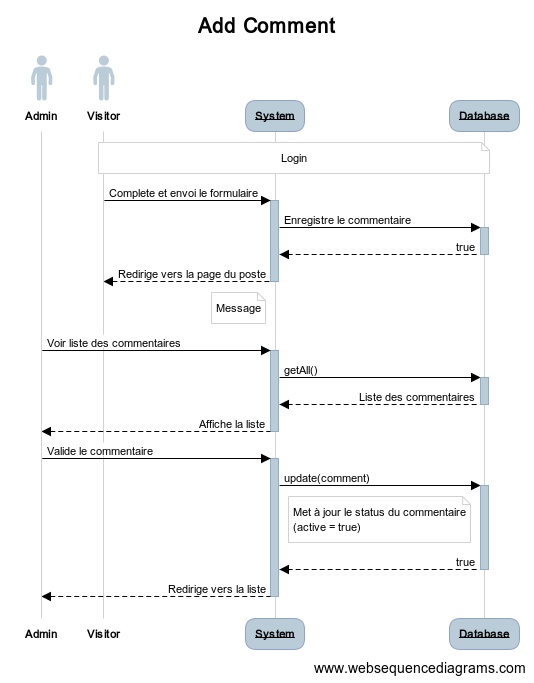 Add Comment
Admin
Visitor
System
Database
Login
Complete et envoi le formulaire
Enregistre le commentaire
true
Redirige vers la page du poste
Message
Voir liste des commentaires
getAll()
Liste des commentaires
Affiche la liste
Valide le commentaire
update(comment)
Met à jour le status du commentaire
(active = true)
true
Redirige vers la liste
Admin
Visitor
System
Database
www.websequencediagrams.com